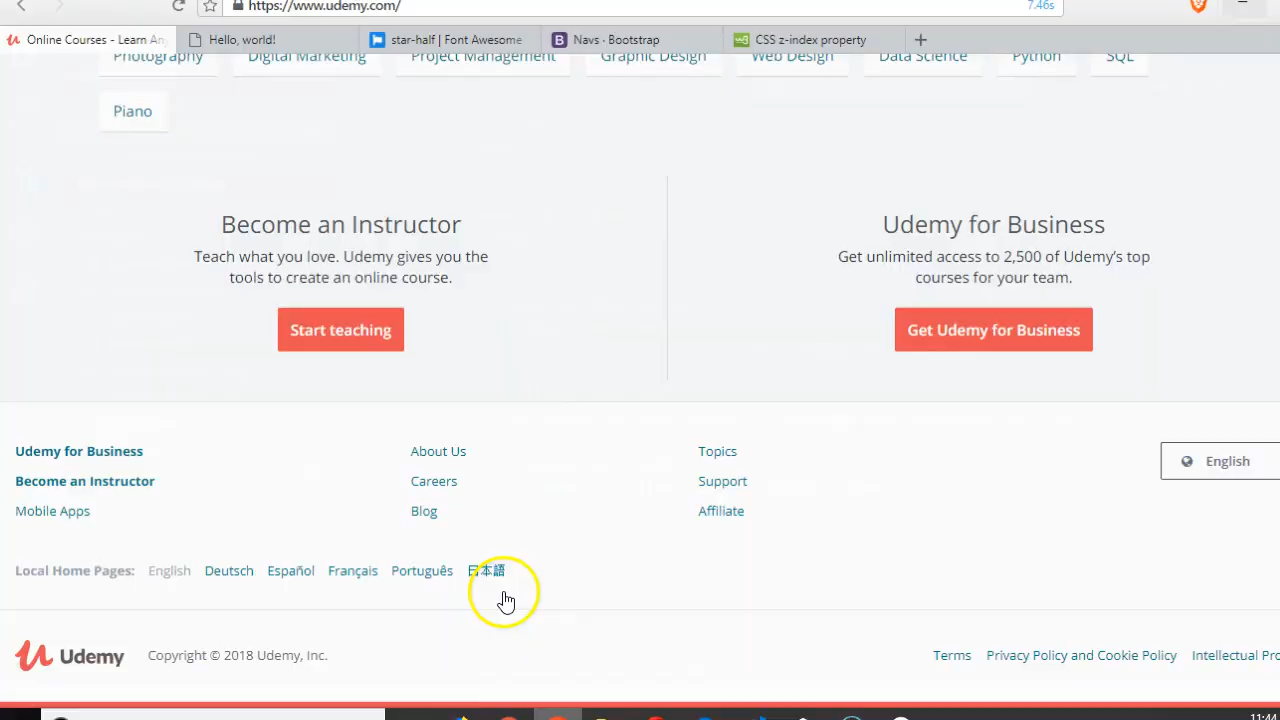 https://www.udemy.com/
7.46s
Online Courses - Learn An
Hello, world!
star-half | Font Awesome
Navs · Bootstrap
CSS z-index property
Photography
Digital Marketing
Project Management
Graphic Design
Web Design
Data Science
Python
SQL
Piano
Become an Instructor
Teach what you love. Udemy gives you the
tools to create an online course.
Start teaching
Udemy for Business
Get unlimited access to 2,500 of Udemy's top
courses for your team.
Get Udemy for Business
Udemy for Business
Become an Instructor
Mobile Apps
About Us
Careers
Blog
Topics
Support
Affiliate
English
Local Home Pages: English Deutsch Español Français Português 日本語
Udemy
Copyright © 2018 Udemy, Inc.
Terms Privacy Policy and Cookie Policy Intellectual Pro